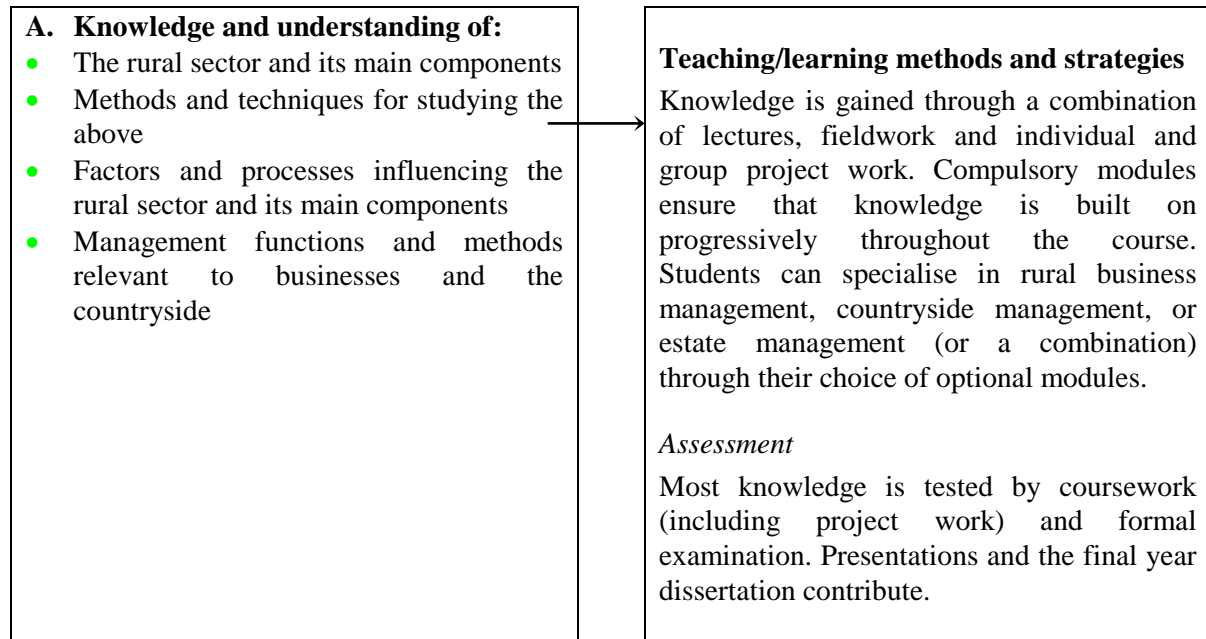 A. Knowledge and understanding of:
• The rural sector and its main components
• Methods and techniques for studying the
above
• Factors and processes influencing the
rural sector and its main components
• Management functions and methods
relevant to businesses and the
countryside
Teaching/learning methods and strategies
Knowledge is gained through a combination
of lectures, fieldwork and individual and
group project work. Compulsory modules
ensure that knowledge is built on
progressively throughout the course.
Students can specialise in rural business
management, countryside management, or
estate management (or a combination)
through their choice of optional modules.
Assessment
Most knowledge is tested by coursework
(including project work) and formal
examination. Presentations and the final year
dissertation contribute.